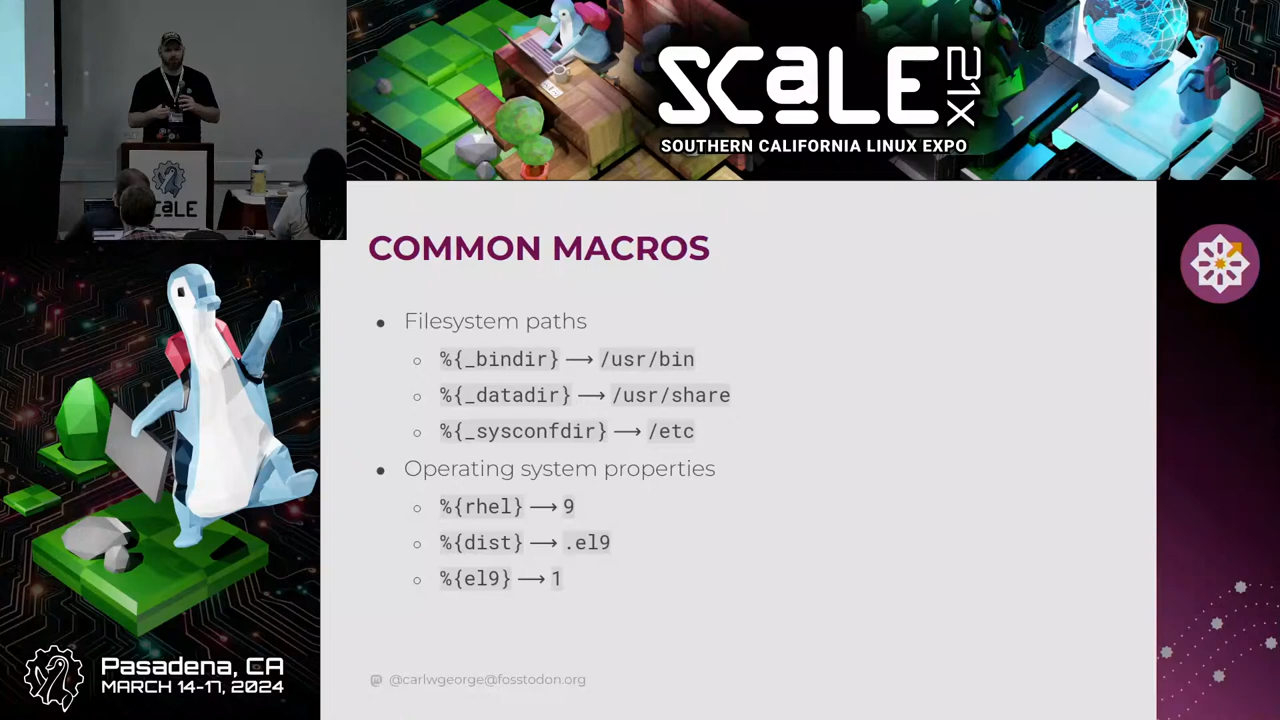 SCALE 21X
SOUTHERN CALIFORNIA LINUX EXPO
SCALE
COMMON MACROS
• Filesystem paths
○ %{_bindir} → /usr/bin
○ %{_datadir} → /usr/share
○ %{_sysconfdir} → /etc
• Operating system properties
○ %{rhel} → 9
○ %{dist} → .el9
○ %{el9} → 1
@carlwgeorge@fosstodon.org
Pasadena, CA
MARCH 14-17, 2024